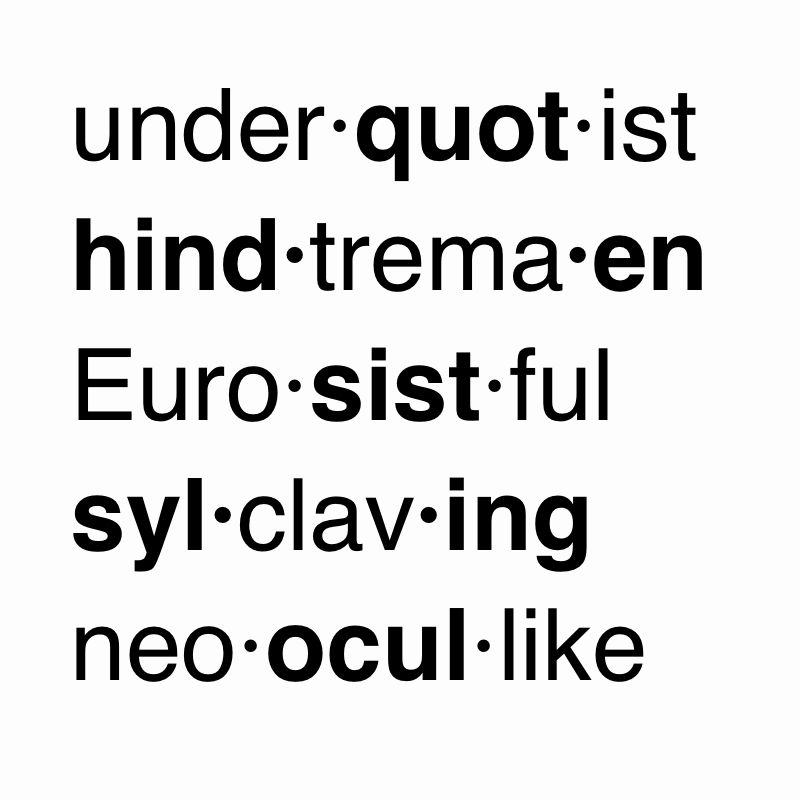 under·quot·ist
hind·trema·en
Euro·sist·ful
syl·clav·ing
neo·ocul·like